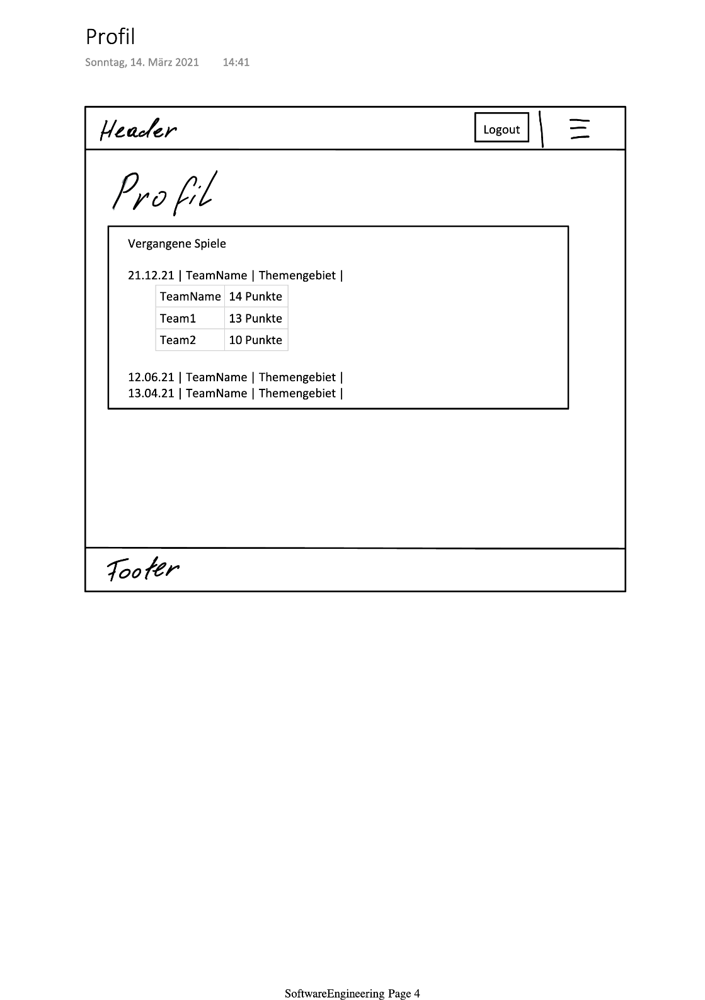 Profil
Sonntag, 14. März 2021 14:41
Header Logout
Profil
Vergangene Spiele
21.12.21 | TeamName | Themengebiet |
TeamName 14 Punkte
Team1 13 Punkte
Team2 10 Punkte
12.06.21 | TeamName | Themengebiet |
13.04.21 | TeamName | Themengebiet |
Footer
SoftwareEngineering Page 4